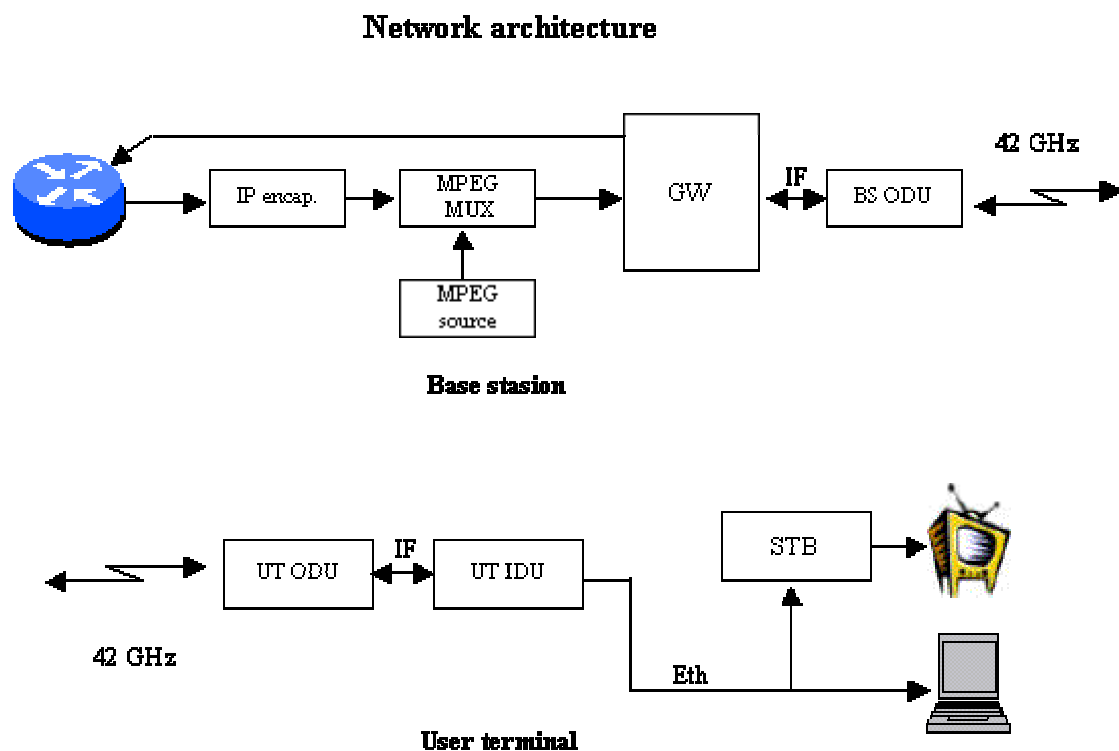 Network architecture
42 GHz
IP encap.
MPEG
MUX
GW
IF
BS ODU
MPEG
source
Base stasion
STB
UT ODU
IF
UT IDU
42 GHz
Eth
User terminal